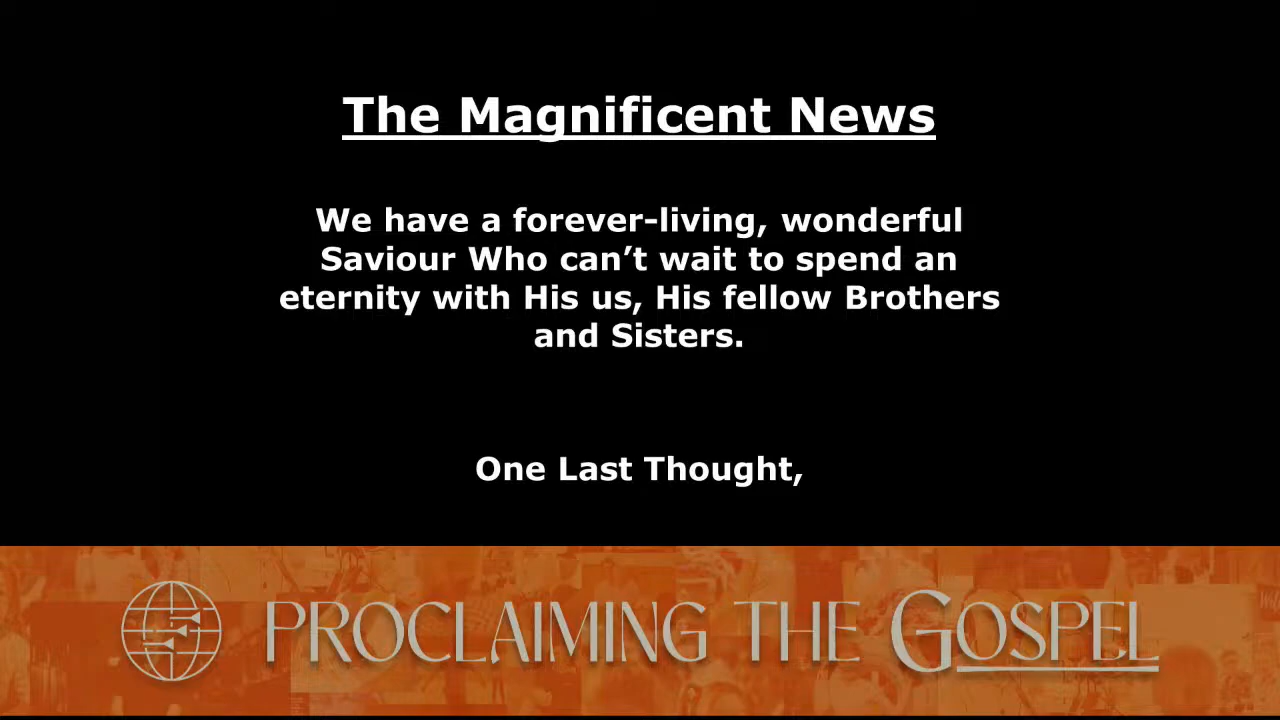 The Magnificent News
We have a forever-living, wonderful
Saviour Who can’t wait to spend an
eternity with His us, His fellow Brothers
and Sisters.
One Last Thought,
PROCLAIMING THE GOSPEL